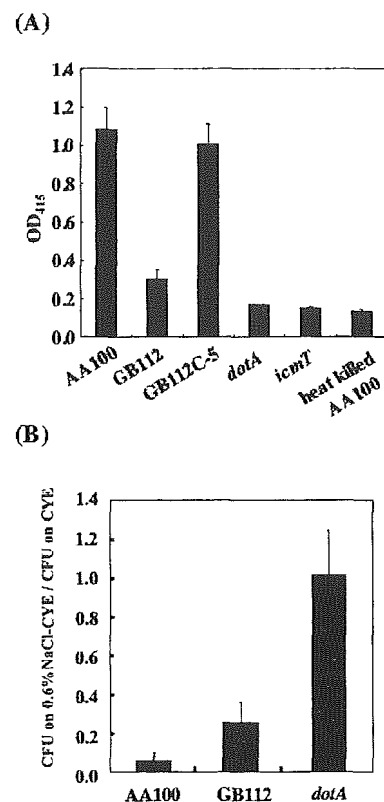 (A)
1.4
1.2
1.0
0.8
0.6
0.4
0.2
0.0
OD415
AA100
GB112
GB112C-5
dotA
icmT
heat killed
AA100
(B)
1.4
1.2
1.0
0.8
0.6
0.4
0.2
0.0
CFU on 0.6%NaCl-CYE / CFU on CYE
AA100
GB112
dotA